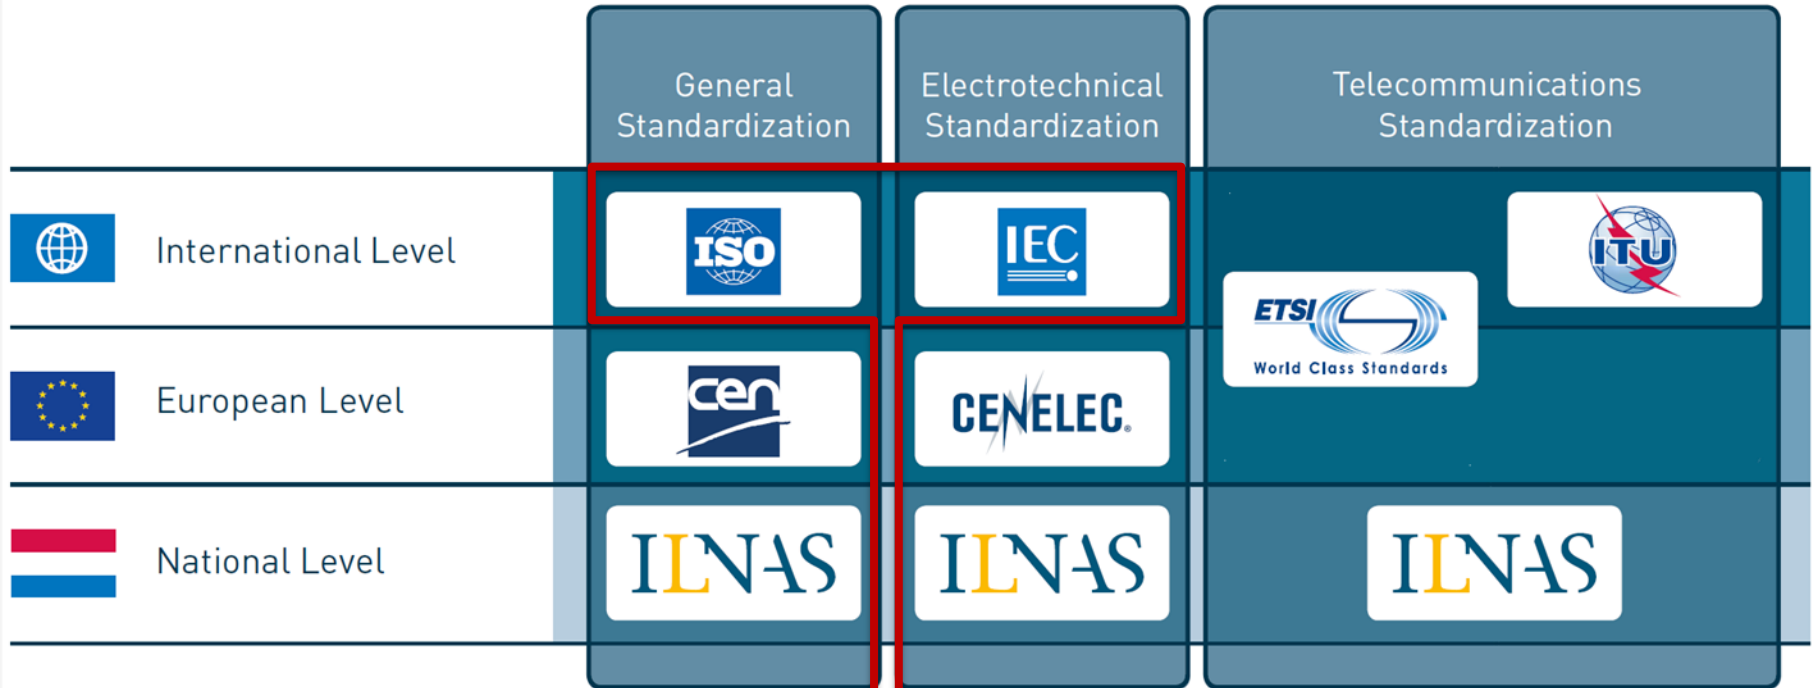 General
Standardization
Electrotechnical
Standardization
Telecommunications
Standardization
International Level
ISO
IEC
ITU
ETSI
World Class Standards
European Level
cen
CENELEC®
National Level
ILNAS
ILNAS
ILNAS